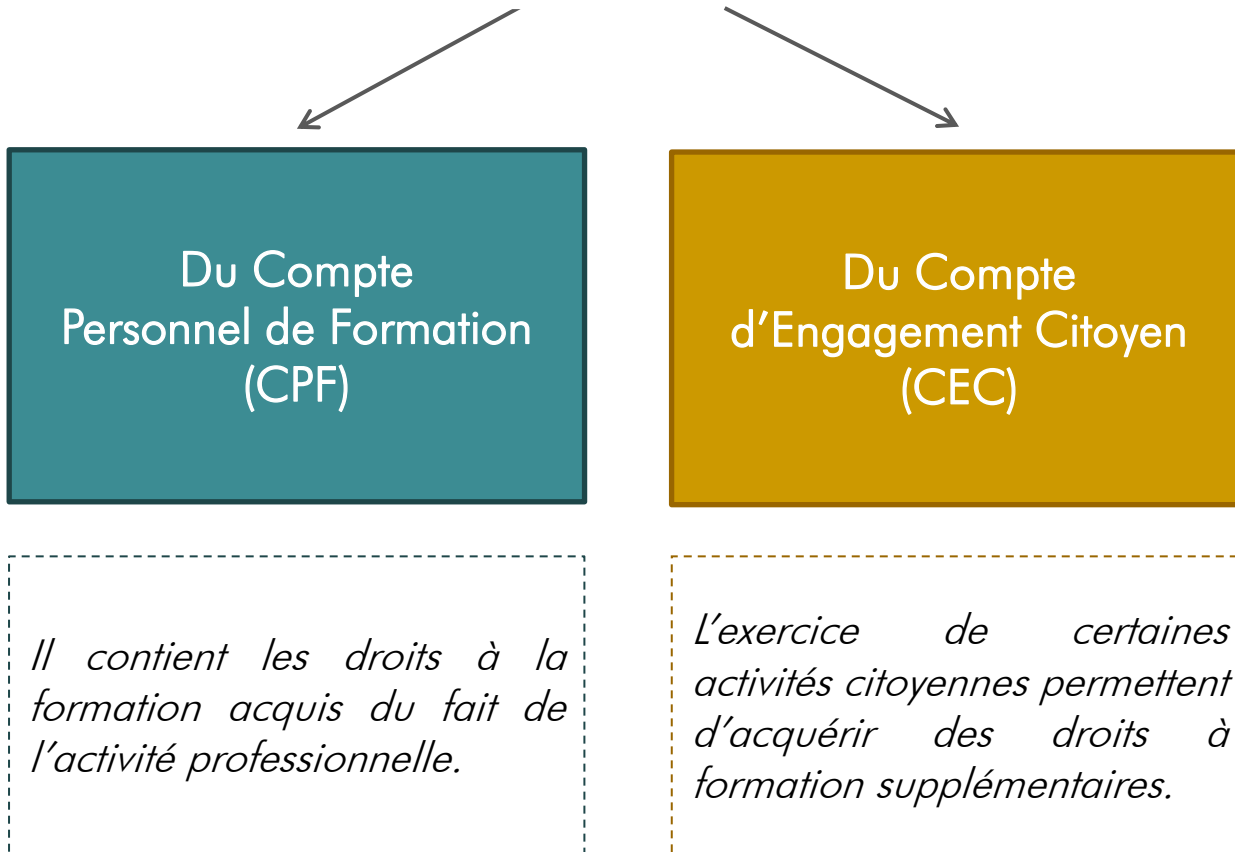 Du Compte
Personnel de Formation
(CPF)
Du Compte
d’Engagement Citoyen
(CEC)
Il contient les droits à la
formation acquis du fait de
l’activité professionnelle.
L’exercice de certaines
activités citoyennes permettent
d’acquérir des droits à
formation supplémentaires.